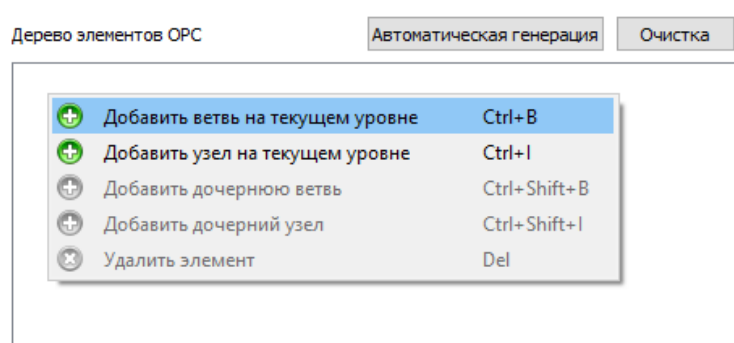 Дерево элементов OPC Автоматическая генерация Очистка
Добавить ветвь на текущем уровне Ctrl+B
Добавить узел на текущем уровне Ctrl+I
Добавить дочернюю ветвь Ctrl+Shift+B
Добавить дочерний узел Ctrl+Shift+I
Удалить элемент Del